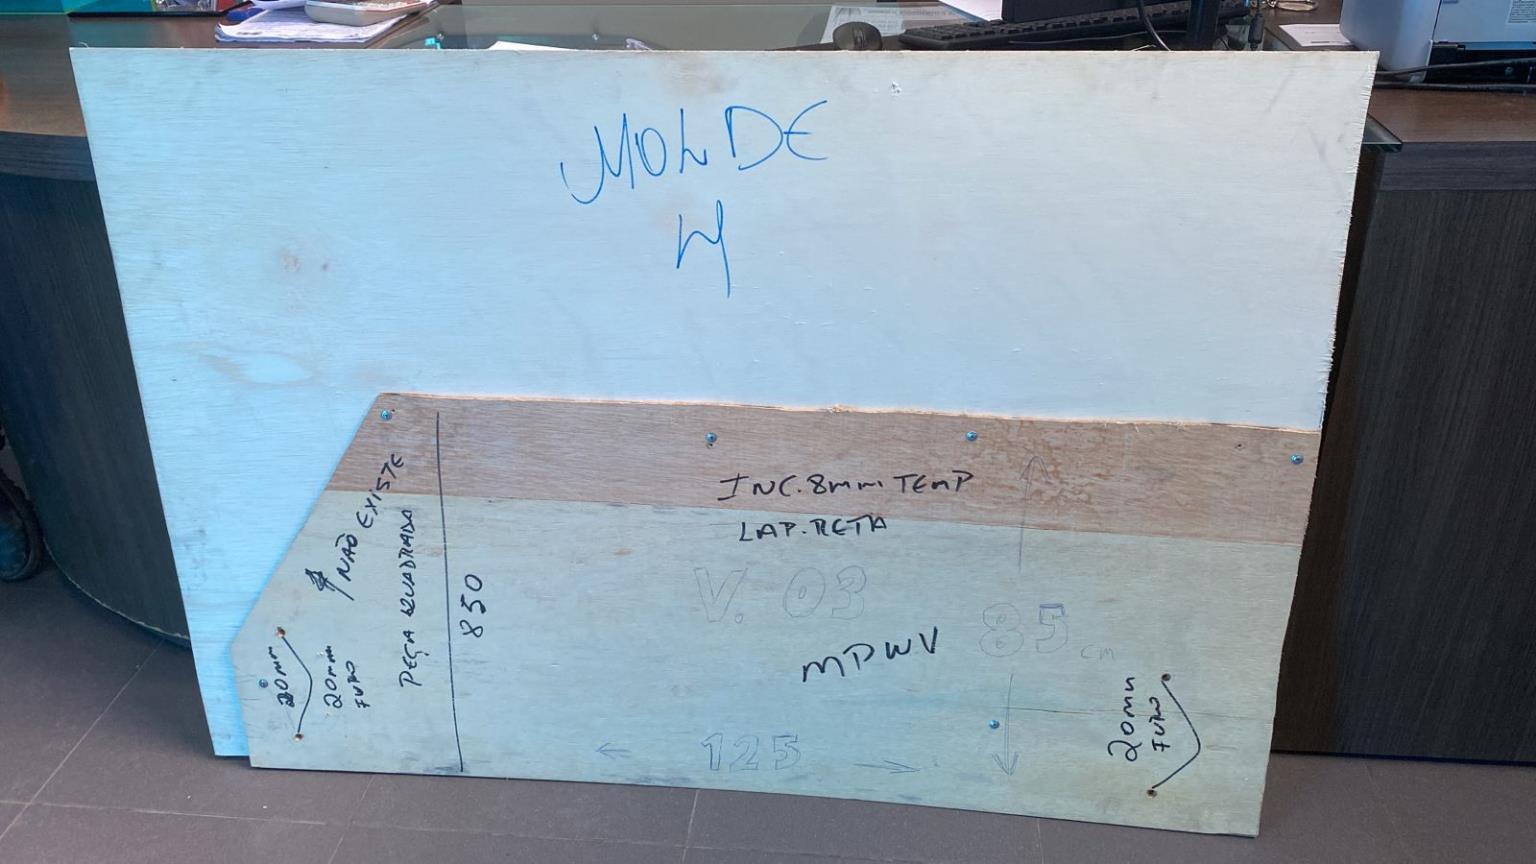 MOLDE
4
INC. 8mm TEMP
LAP. RETA
V. 03
85 cm
MPWV
← 125 →
850
NÃO EXISTE
PEÇA QUADRADA
20mm
20mm
FURO
20mm
FURO